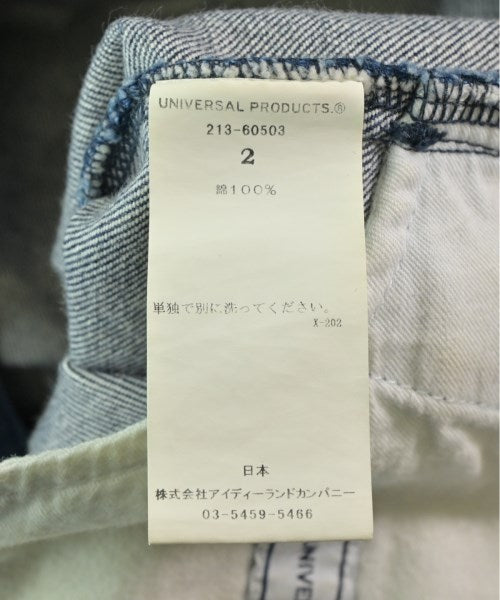 UNIVERSAL PRODUCTS.®
213-60503
2
綿100%
単独で別に洗ってください。
X-202
日本
株式会社アイディーランドカンパニー
03-5459-5466
UNIVER